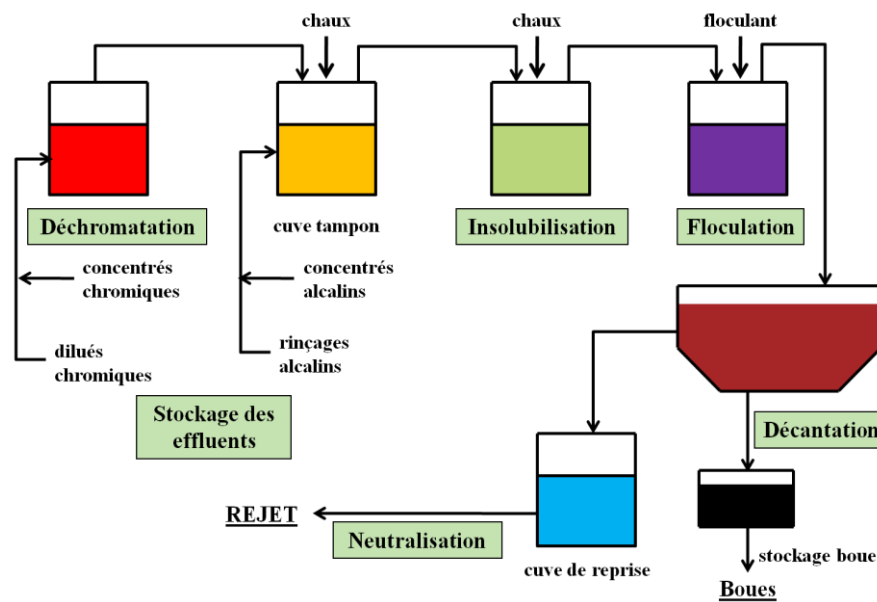 chaux
chaux
floculant
Déchromatation
cuve tampon
Insolubilisation
Floculation
concentrés
chromiques
concentrés
alcalins
dilués
chromiques
rinçages
alcalins
Stockage des
effluents
Décantation
REJET
Neutralisation
cuve de reprise
stockage boue
Boues